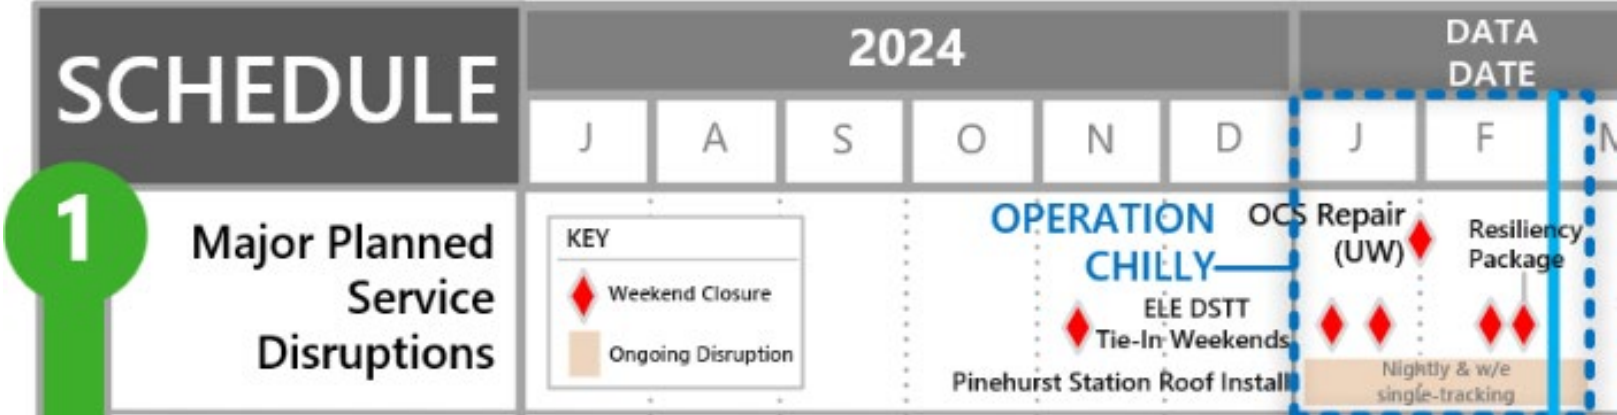 SCHEDULE
2024
DATA
DATE
J A S O N D J F M
1
Major Planned
Service
Disruptions
KEY
Weekend Closure
Ongoing Disruption
OPERATION
CHILLY
OCS Repair
(UW)
Resiliency
Package
ELE DSTT
Tie-In Weekends
Pinehurst Station Roof Install
Nightly & w/e
single-tracking